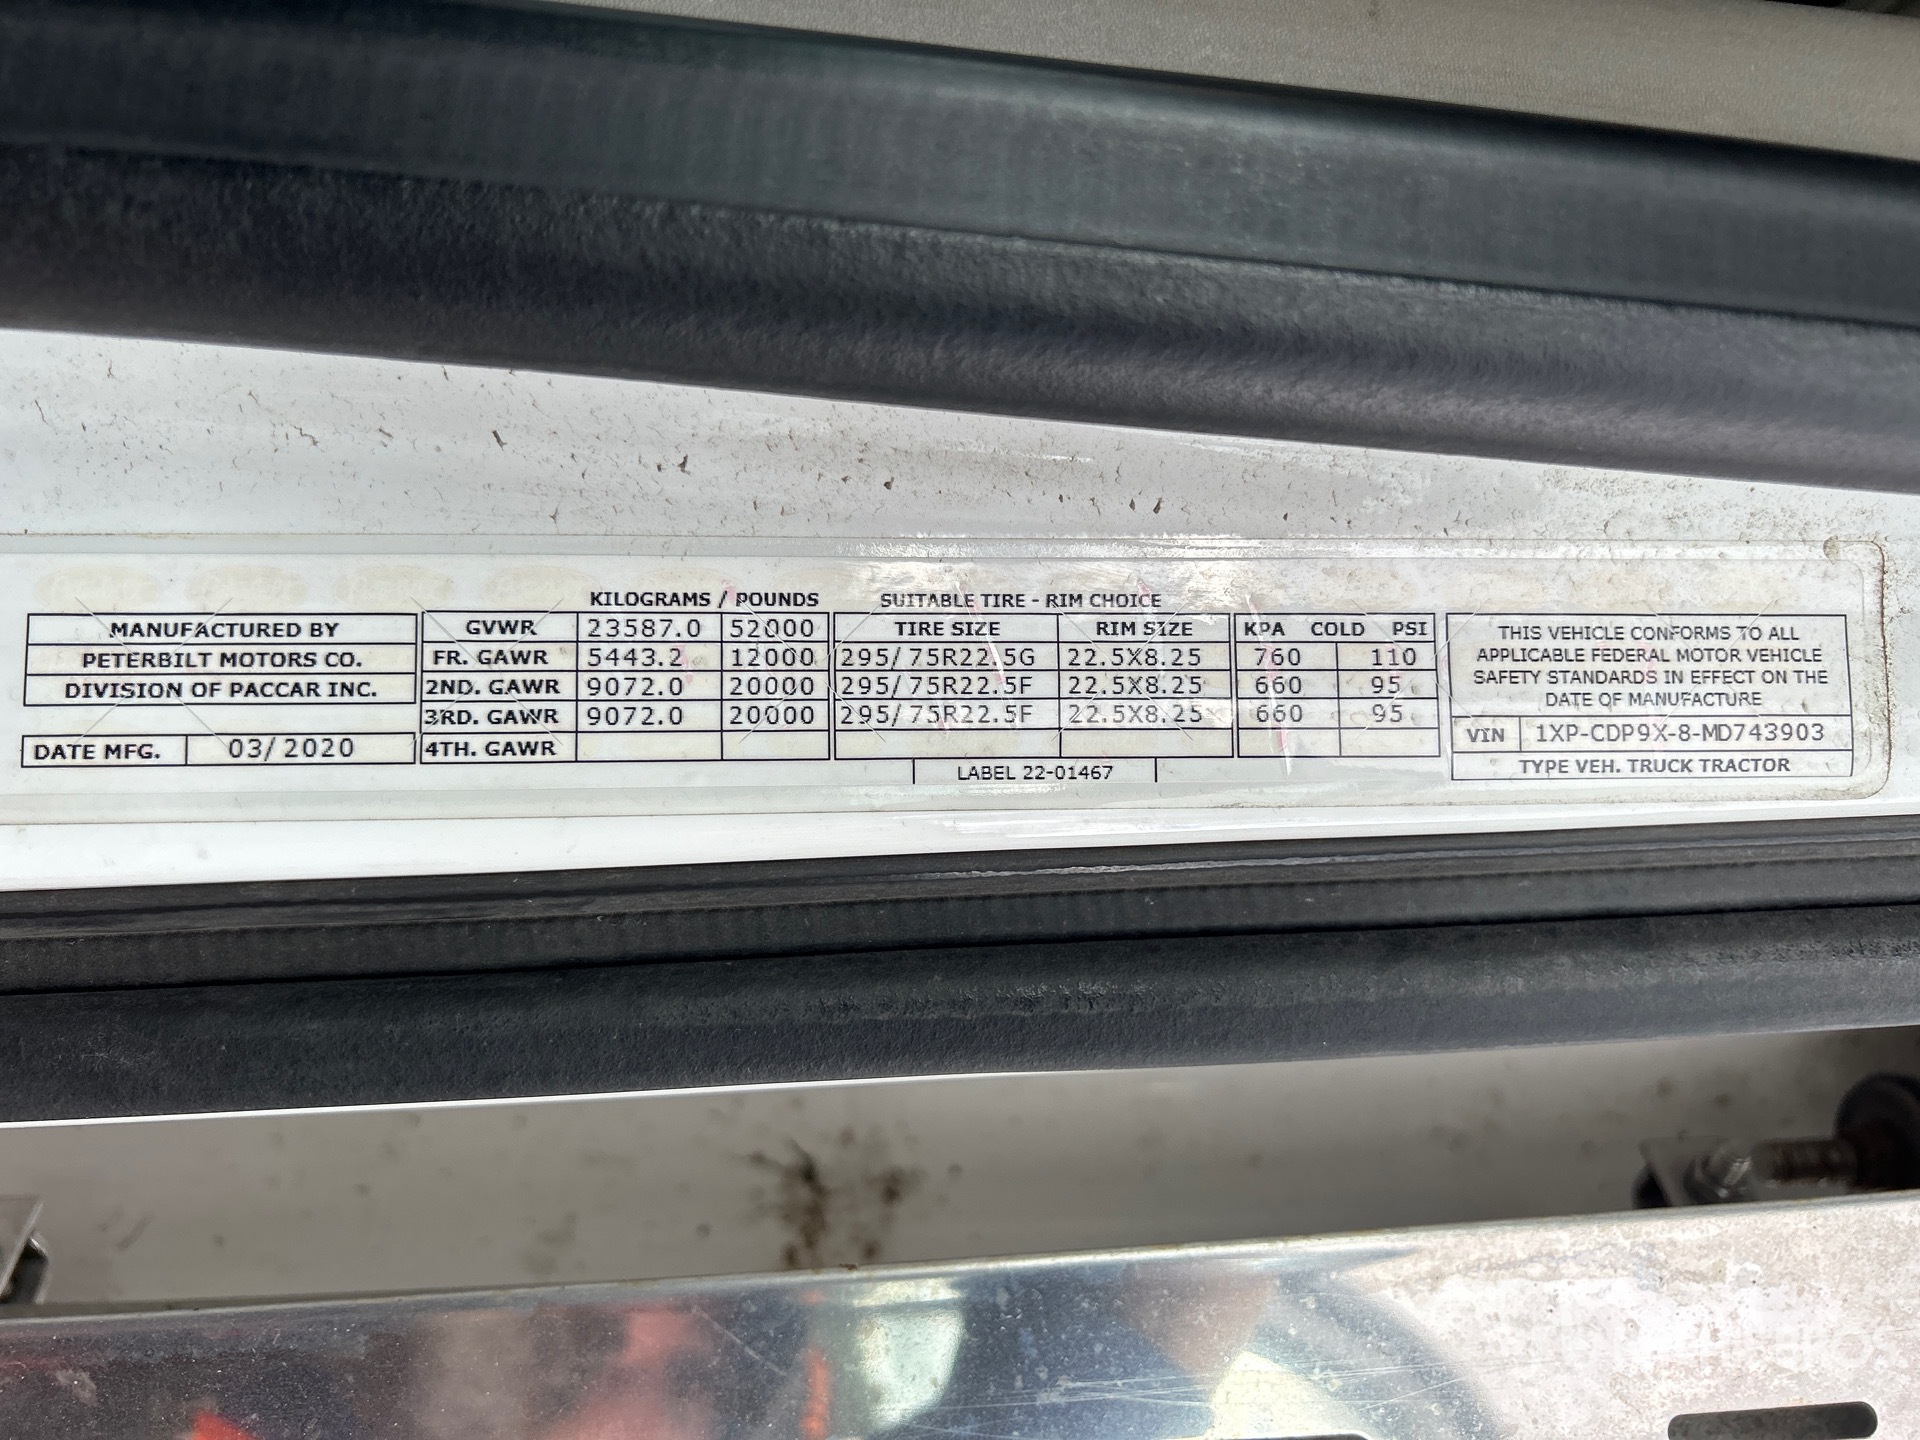 KILOGRAMS / POUNDS SUITABLE TIRE - RIM CHOICE
MANUFACTURED BY
PETERBILT MOTORS CO.
DIVISION OF PACCAR INC.
DATE MFG. 03/2020
GVWR 23587.0 52000 TIRE SIZE RIM SIZE KPA COLD PSI
FR. GAWR 5443.2 12000 295/75R22.5G 22.5X8.25 760 110
2ND. GAWR 9072.0 20000 295/75R22.5F 22.5X8.25 660 95
3RD. GAWR 9072.0 20000 295/75R22.5F 22.5X8.25 660 95
4TH. GAWR
LABEL 22-01467
THIS VEHICLE CONFORMS TO ALL
APPLICABLE FEDERAL MOTOR VEHICLE
SAFETY STANDARDS IN EFFECT ON THE
DATE OF MANUFACTURE
VIN 1XP-CDP9X-8-MD743903
TYPE VEH. TRUCK TRACTOR